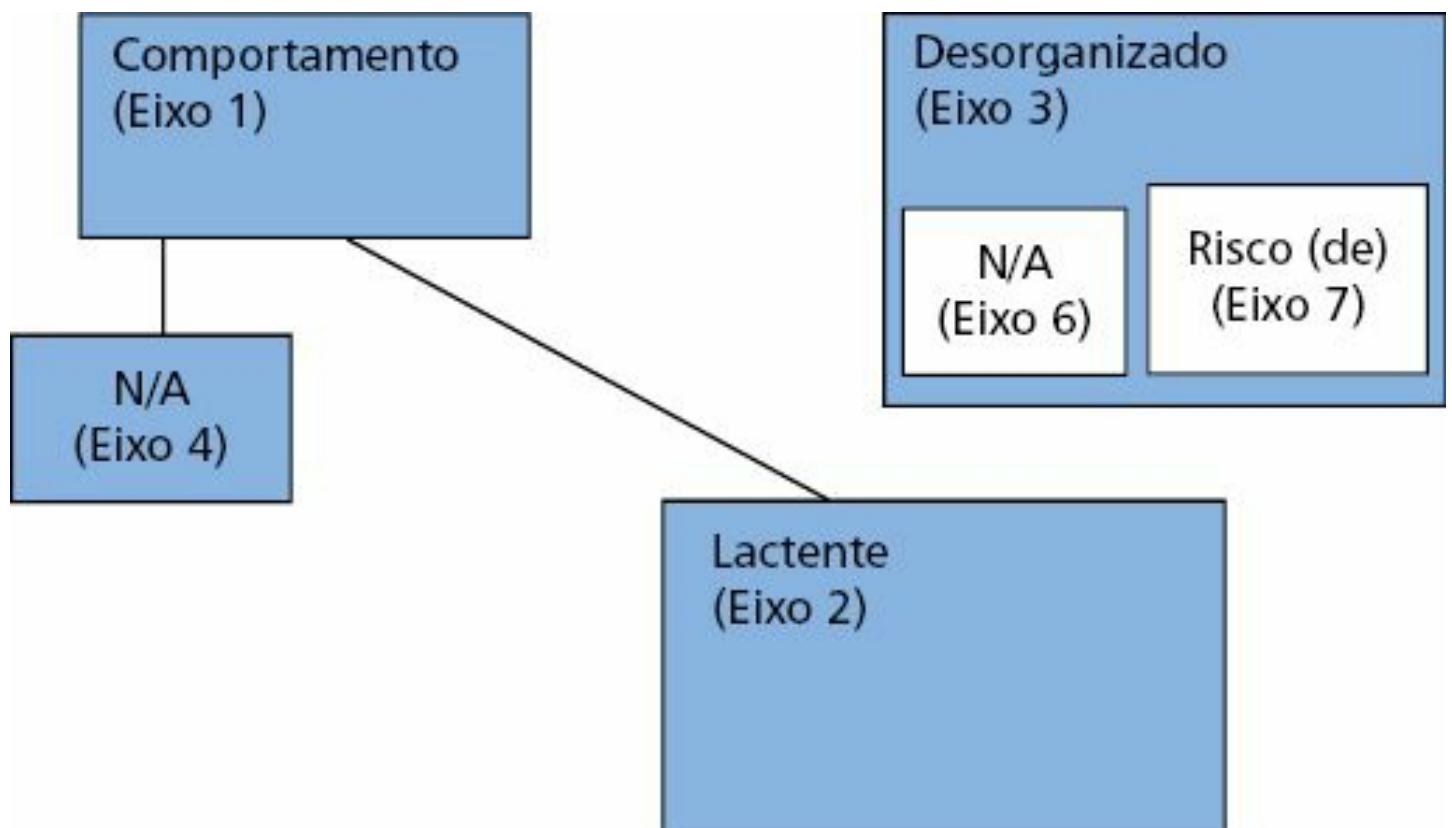 Comportamento
(Eixo 1)
Desorganizado
(Eixo 3)
N/A
(Eixo 6)
Risco (de)
(Eixo 7)
N/A
(Eixo 4)
Lactente
(Eixo 2)